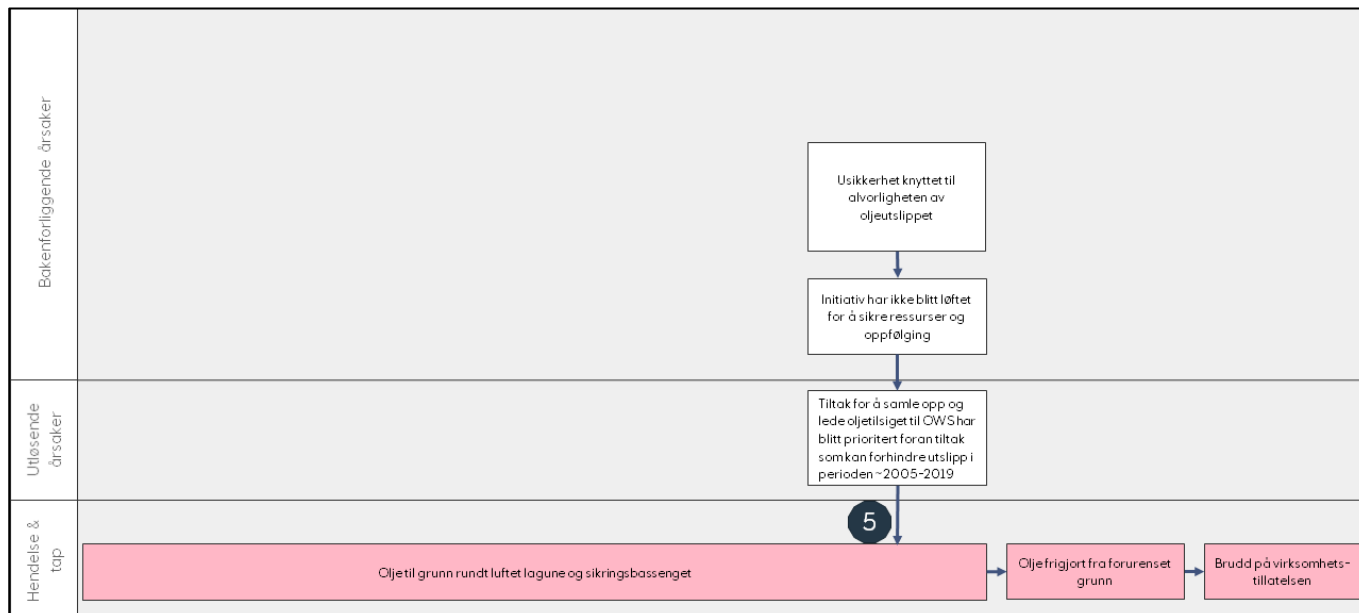 Bakenforliggende årsaker
Usikkerhet knyttet til
alvorligheten av
oljeutslippet
Initiativ har ikke blitt løftet
for å sikre ressurser og
oppfølging
Utløsende
årsaker
Tiltak for å samle opp og
lede oljetilsiget til OWS har
blitt prioritert foran tiltak
som kan forhindre utslipp i
perioden ~2005-2019
Hendelse &
tap
5
Olje til grunn rundt luftet lagune og sikringsbassenget
Olje frigjort fra forurenset
grunn
Brudd på virksomhets-
tillatelsen